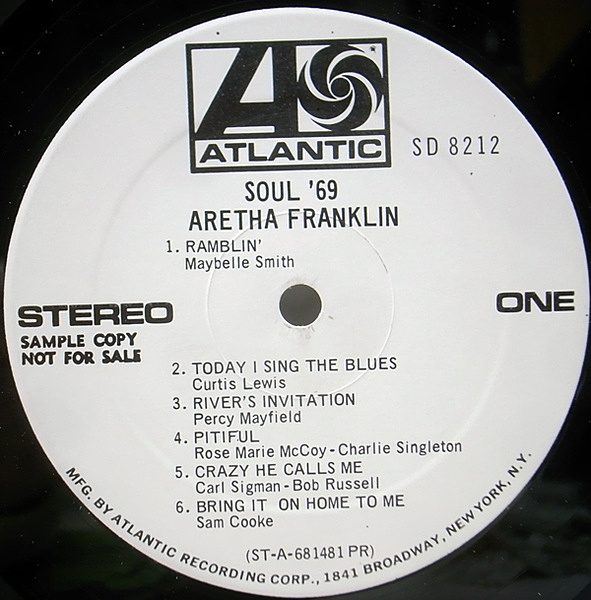 A
ATLANTIC
SD 8212
SOUL '69
ARETHA FRANKLIN
1. RAMBLIN'
Maybelle Smith
STEREO
ONE
SAMPLE COPY
NOT FOR SALE
2. TODAY I SING THE BLUES
Curtis Lewis
3. RIVER'S INVITATION
Percy Mayfield
4. PITIFUL
Rose Marie McCoy - Charlie Singleton
5. CRAZY HE CALLS ME
Carl Sigman - Bob Russell
6. BRING IT ON HOME TO ME
Sam Cooke
(ST-A-681481 PR)
MFG. BY ATLANTIC RECORDING CORP., 1841 BROADWAY, NEW YORK, N.Y.